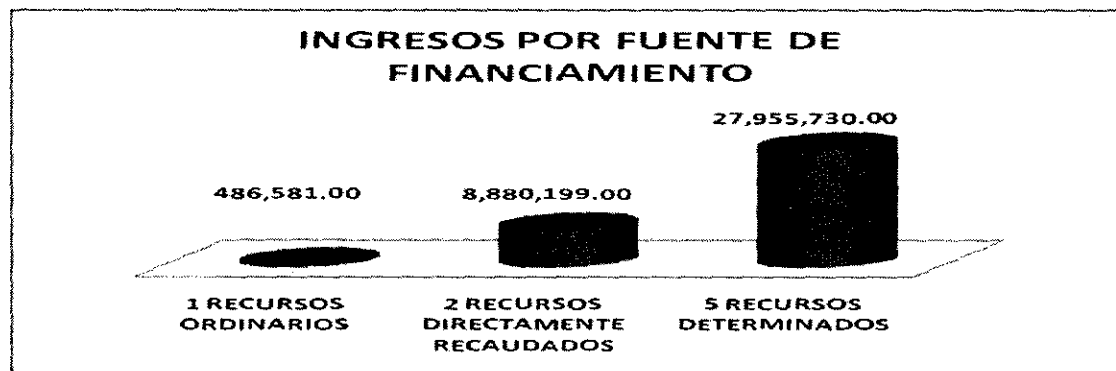 INGRESOS POR FUENTE DE
FINANCIAMIENTO
27,955,730.00
486,581.00
8,880,199.00
1 RECURSOS
ORDINARIOS
2 RECURSOS
DIRECTAMENTE
RECAUDADOS
5 RECURSOS
DETERMINADOS